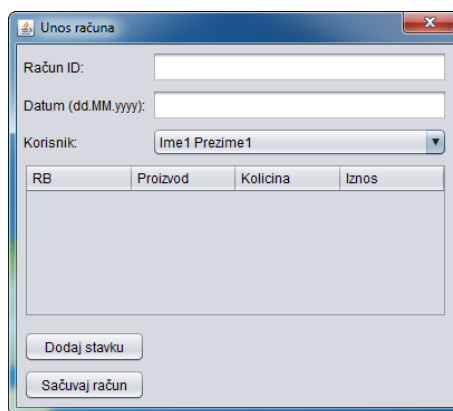 Unos računa
Račun ID:
Datum (dd.MM.yyyy):
Korisnik: Ime1 Prezime1
RB Proizvod Kolicina Iznos
Dodaj stavku
Sačuvaj račun